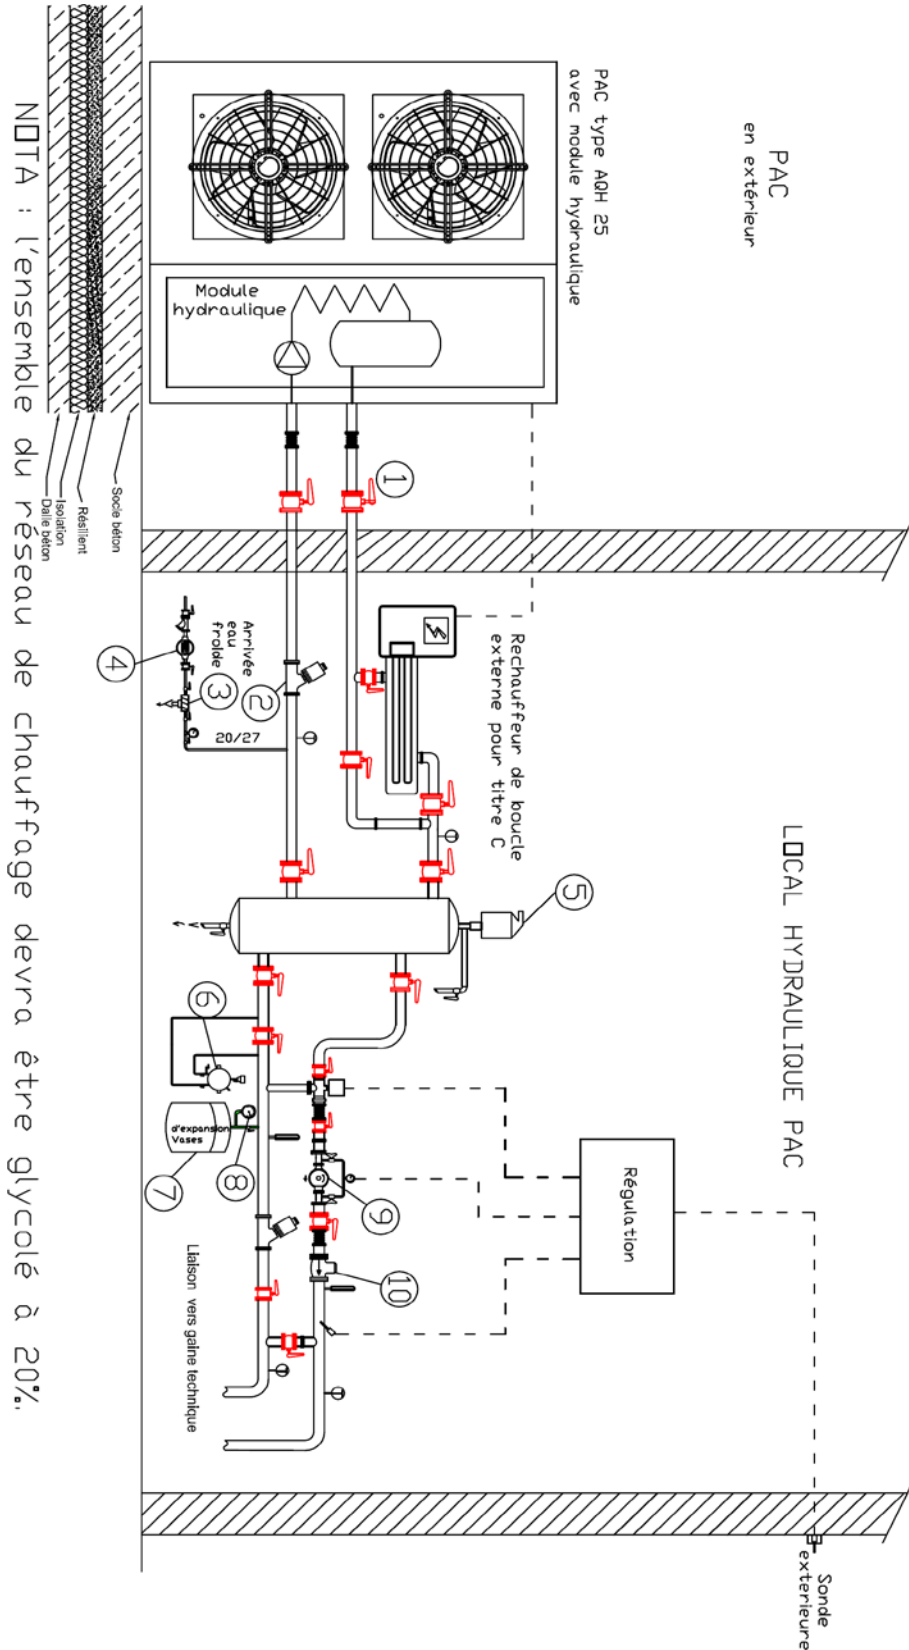 PAC
en extérieur
PAC type AQH 25
avec module hydraulique
Module
hydraulique
Socle béton
Résilient
Isolation
Dalle béton
1
LOCAL HYDRAULIQUE PAC
Rechauffeur de boucle
externe pour titre C
Arrivée
eau
froide
20/27
2
3
4
5
6
7
8
9
10
d'expansion
Vases
Régulation
Liaison vers gaine technique
Sonde
exterieure
NOTA : l'ensemble du réseau de chauffage devra être glycolé à 20%.